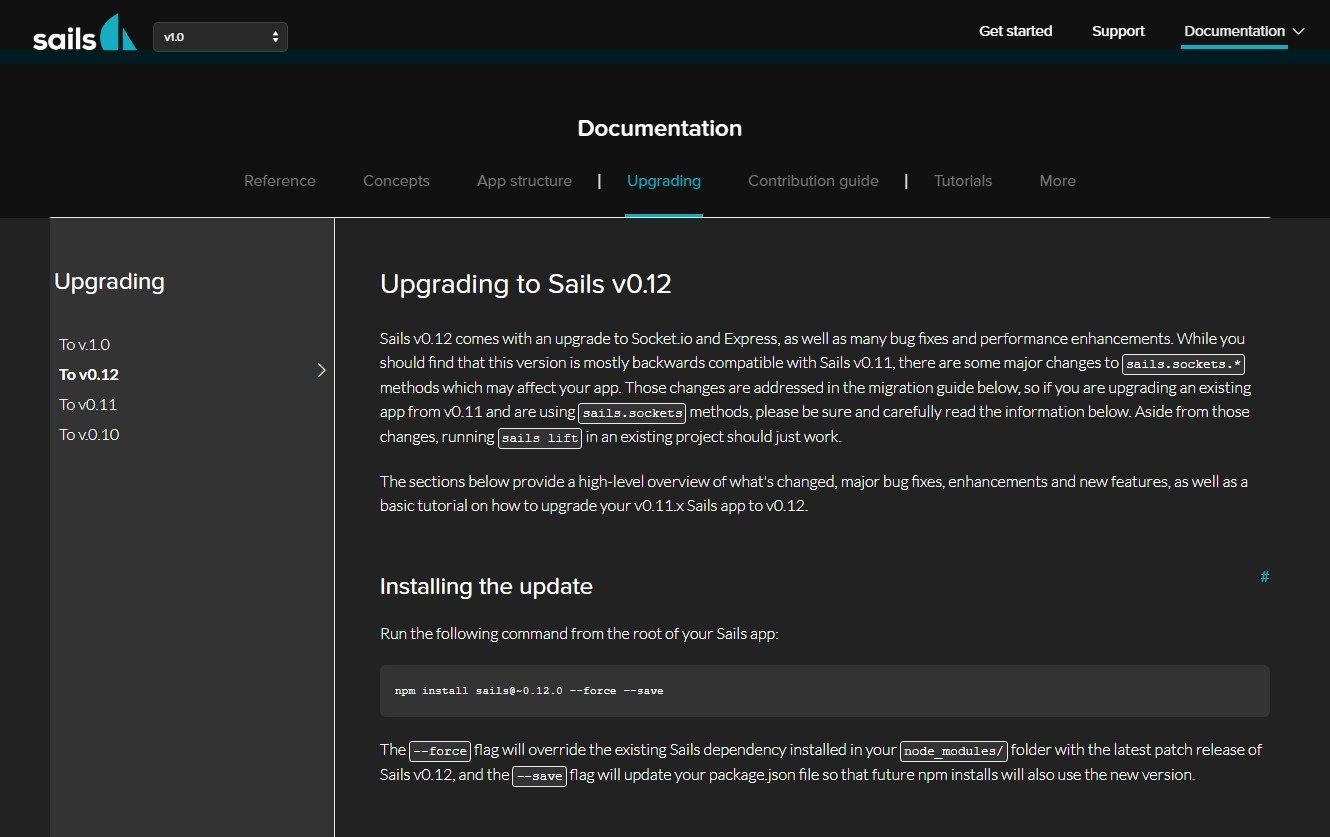 sails
v1.0
Get started
Support
Documentation
Documentation
Reference
Concepts
App structure
|
Upgrading
Contribution guide
|
Tutorials
More
Upgrading
To v.1.0
To v0.12
To v0.11
To v.0.10
Upgrading to Sails v0.12
Sails v0.12 comes with an upgrade to Socket.io and Express, as well as many bug fixes and performance enhancements. While you
should find that this version is mostly backwards compatible with Sails v0.11, there are some major changes to sails.sockets.*
methods which may affect your app. Those changes are addressed in the migration guide below, so if you are upgrading an existing
app from v0.11 and are using sails.sockets methods, please be sure and carefully read the information below. Aside from those
changes, running sails lift in an existing project should just work.
The sections below provide a high-level overview of what's changed, major bug fixes, enhancements and new features, as well as a
basic tutorial on how to upgrade your v0.11.x Sails app to v0.12.
Installing the update
#
Run the following command from the root of your Sails app:
npm install sails@~0.12.0 --force --save
The --force flag will override the existing Sails dependency installed in your node_modules/ folder with the latest patch release of
Sails v0.12, and the --save flag will update your package.json file so that future npm installs will also use the new version.